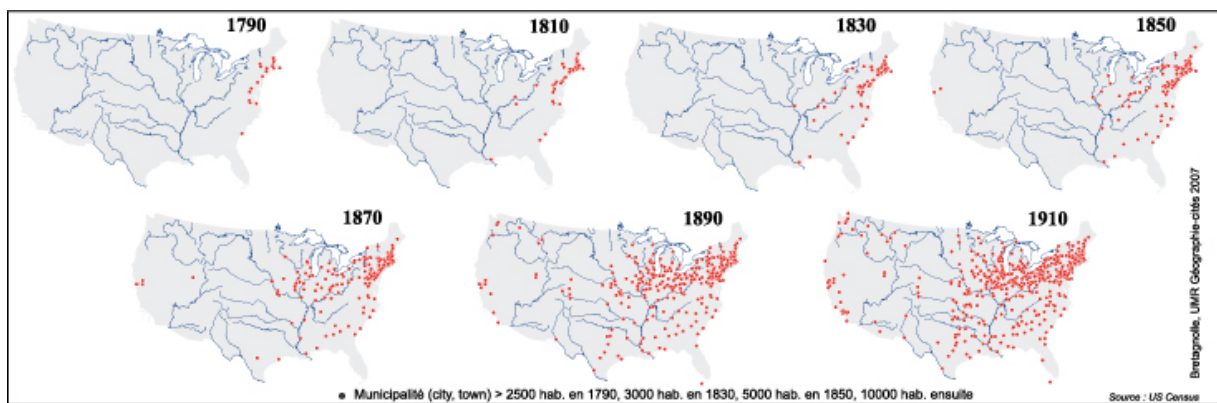 1790
1810
1830
1850
1870
1890
1910
Bretagnolle, UMR Géographie-cités 2007
Municipalité (city, town) > 2500 hab. en 1790, 3000 hab. en 1830, 5000 hab. en 1850, 10000 hab. ensuite
Source : US Census